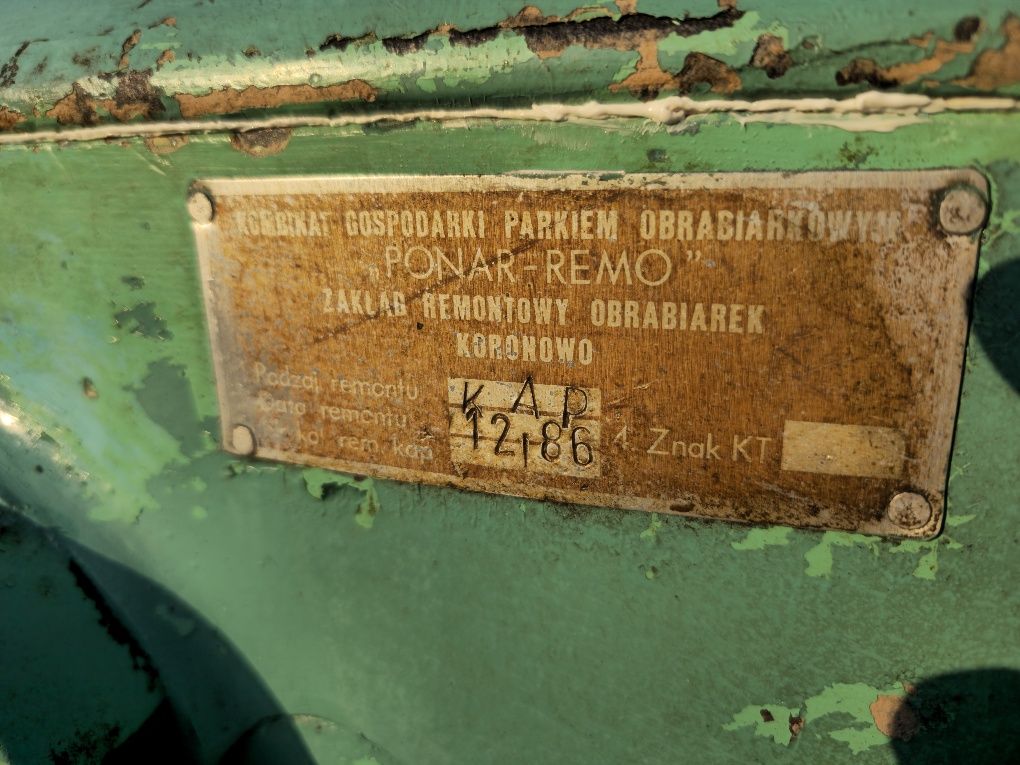 KOMBINAT GOSPODARKI PARKIEM OBRABIARKOWYM
„PONAR-REMO”
ZAKŁAD REMONTOWY OBRABIAREK
KORONOWO
Rodzaj remontu KAP
Data remontu 12,86
kol. rem. kap. 4. Znak KT